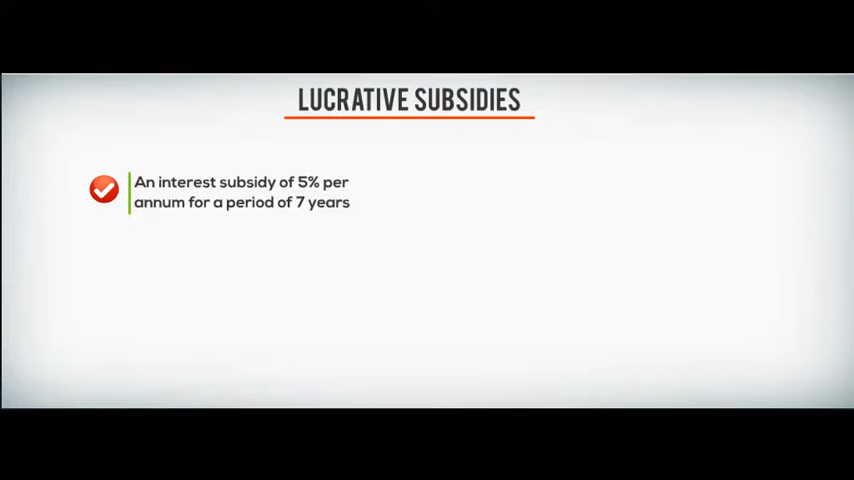 LUCRATIVE SUBSIDIES
An interest subsidy of 5% per
annum for a period of 7 years